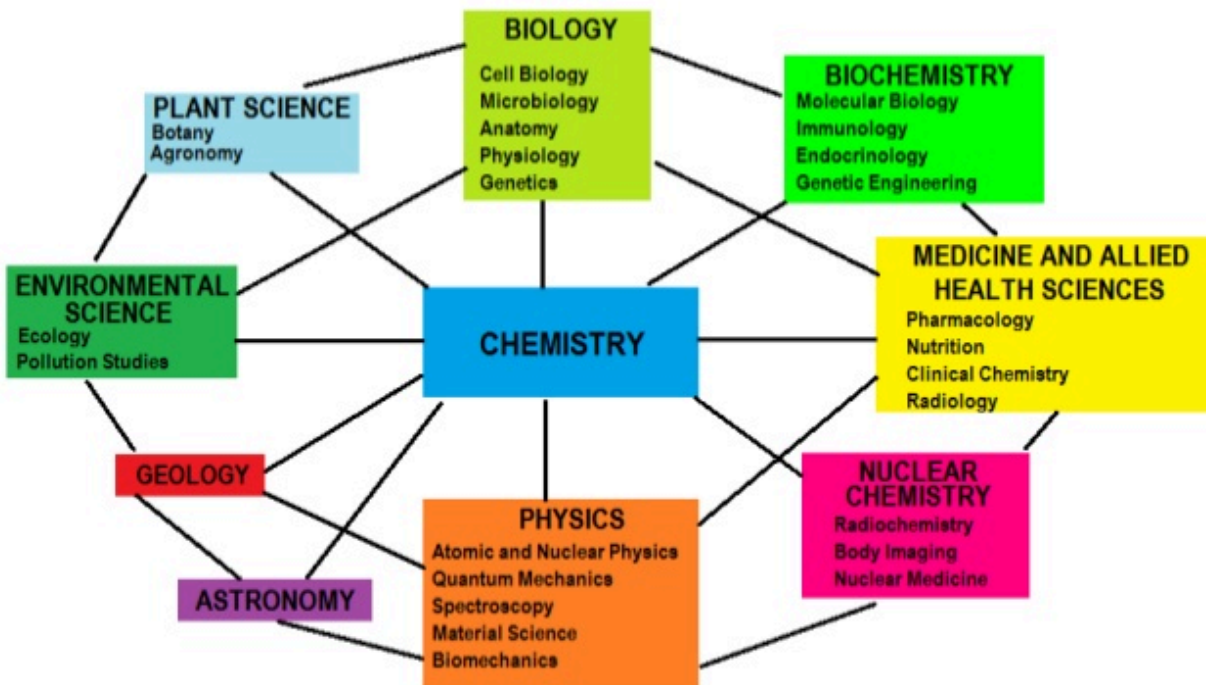 BIOLOGY
Cell Biology
Microbiology
Anatomy
Physiology
Genetics
PLANT SCIENCE
Botany
Agronomy
BIOCHEMISTRY
Molecular Biology
Immunology
Endocrinology
Genetic Engineering
ENVIRONMENTAL
SCIENCE
Ecology
Pollution Studies
CHEMISTRY
MEDICINE AND ALLIED
HEALTH SCIENCES
Pharmacology
Nutrition
Clinical Chemistry
Radiology
GEOLOGY
PHYSICS
Atomic and Nuclear Physics
Quantum Mechanics
Spectroscopy
Material Science
Biomechanics
NUCLEAR
CHEMISTRY
Radiochemistry
Body Imaging
Nuclear Medicine
ASTRONOMY